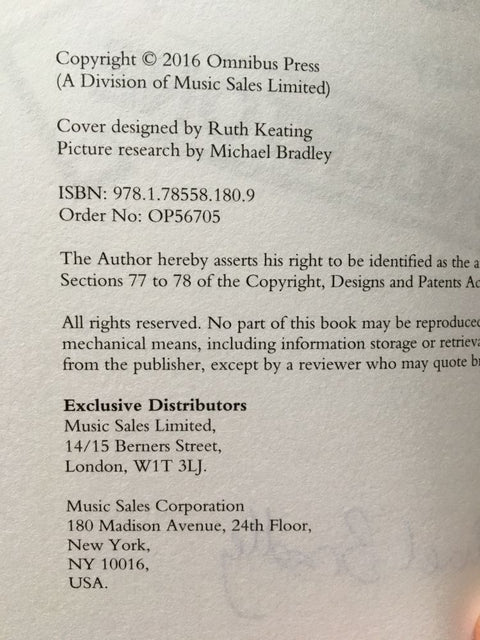 Copyright © 2016 Omnibus Press
(A Division of Music Sales Limited)
Cover designed by Ruth Keating
Picture research by Michael Bradley
ISBN: 978.1.78558.180.9
Order No: OP56705
The Author hereby asserts his right to be identified as the a
Sections 77 to 78 of the Copyright, Designs and Patents Ac
All rights reserved. No part of this book may be reproduced
mechanical means, including information storage or retrieva
from the publisher, except by a reviewer who may quote br
Exclusive Distributors
Music Sales Limited,
14/15 Berners Street,
London, W1T 3LJ.
Music Sales Corporation
180 Madison Avenue, 24th Floor,
New York,
NY 10016,
USA.